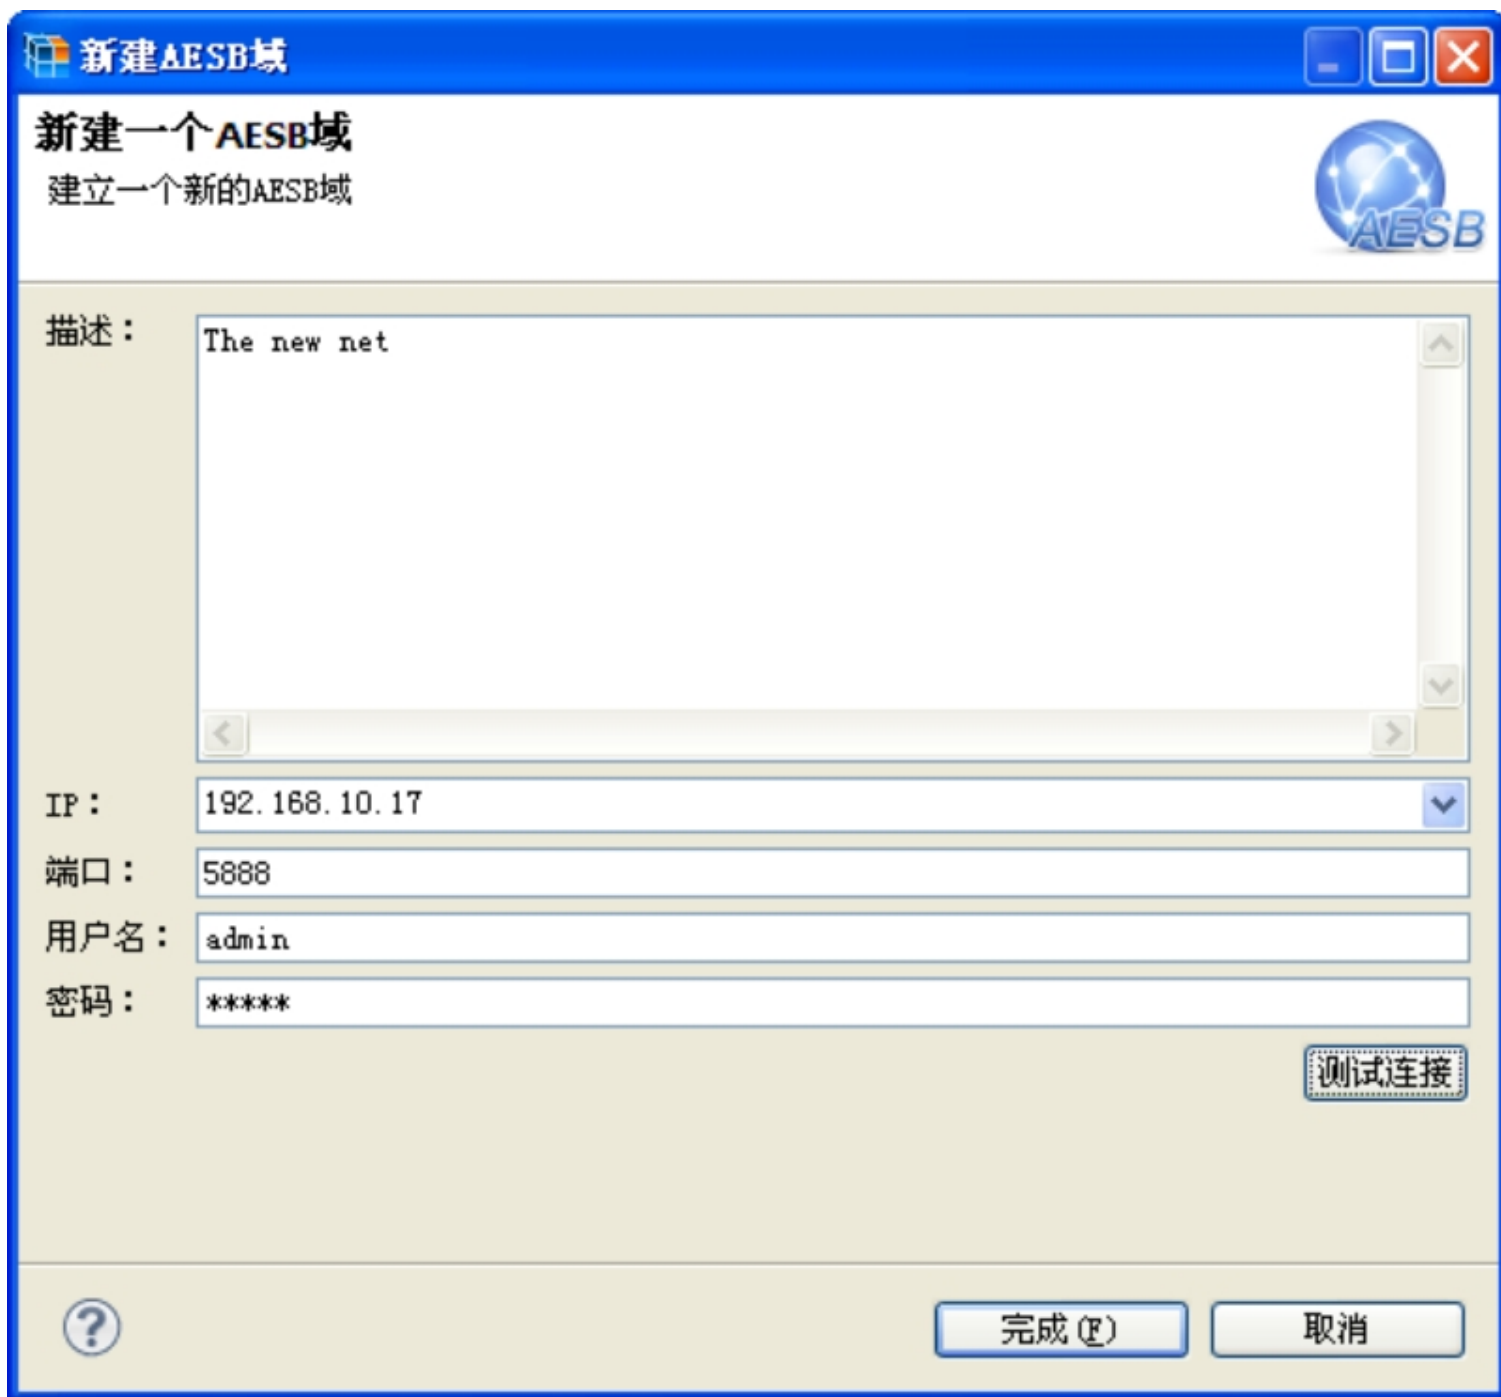 新建AESB域
新建一个AESB域
建立一个新的AESB域
AESB
描述：
The new net
IP：
192.168.10.17
端口：
5888
用户名：
admin
密码：
*****
测试连接
完成(F)
取消